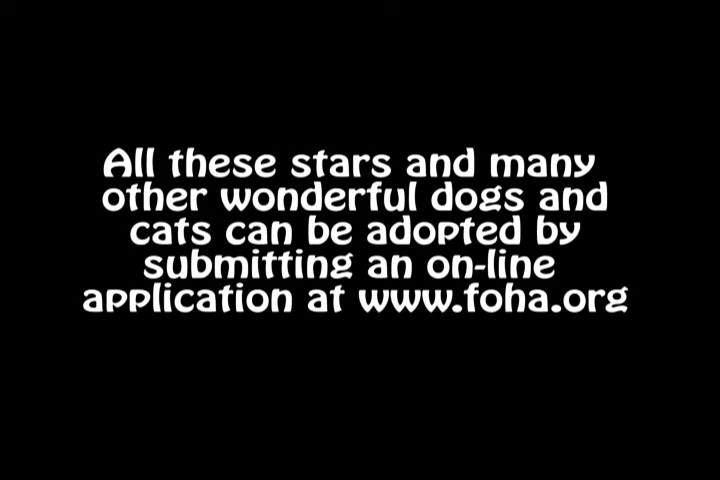 All these stars and many
other wonderful dogs and
cats can be adopted by
submitting an on-line
application at www.foha.org